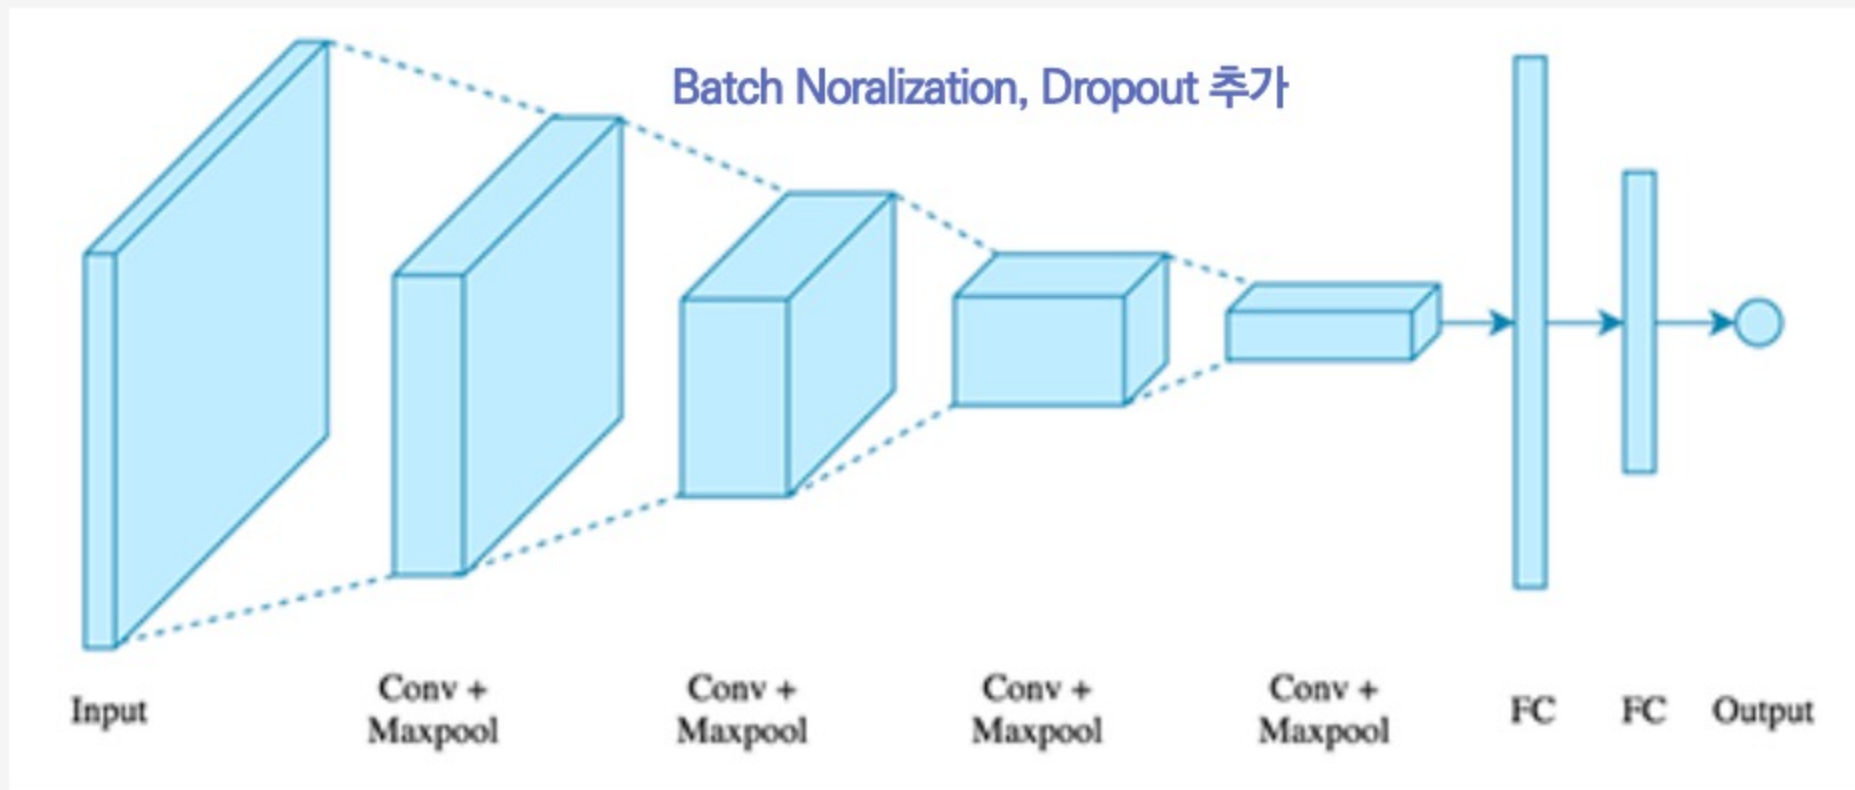 Batch Noralization, Dropout 추가
Input
Conv +
Maxpool
Conv +
Maxpool
Conv +
Maxpool
Conv +
Maxpool
FC
FC
Output